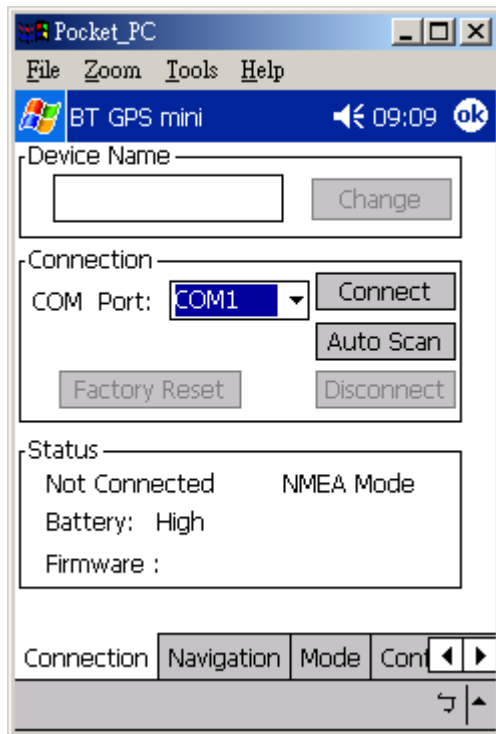 Pocket_PC
File Zoom Tools Help
BT GPS mini 09:09 ok
Device Name
Change
Connection
COM Port: COM1 Connect
Auto Scan
Factory Reset Disconnect
Status
Not Connected NMEA Mode
Battery: High
Firmware :
Connection Navigation Mode
ㄅ